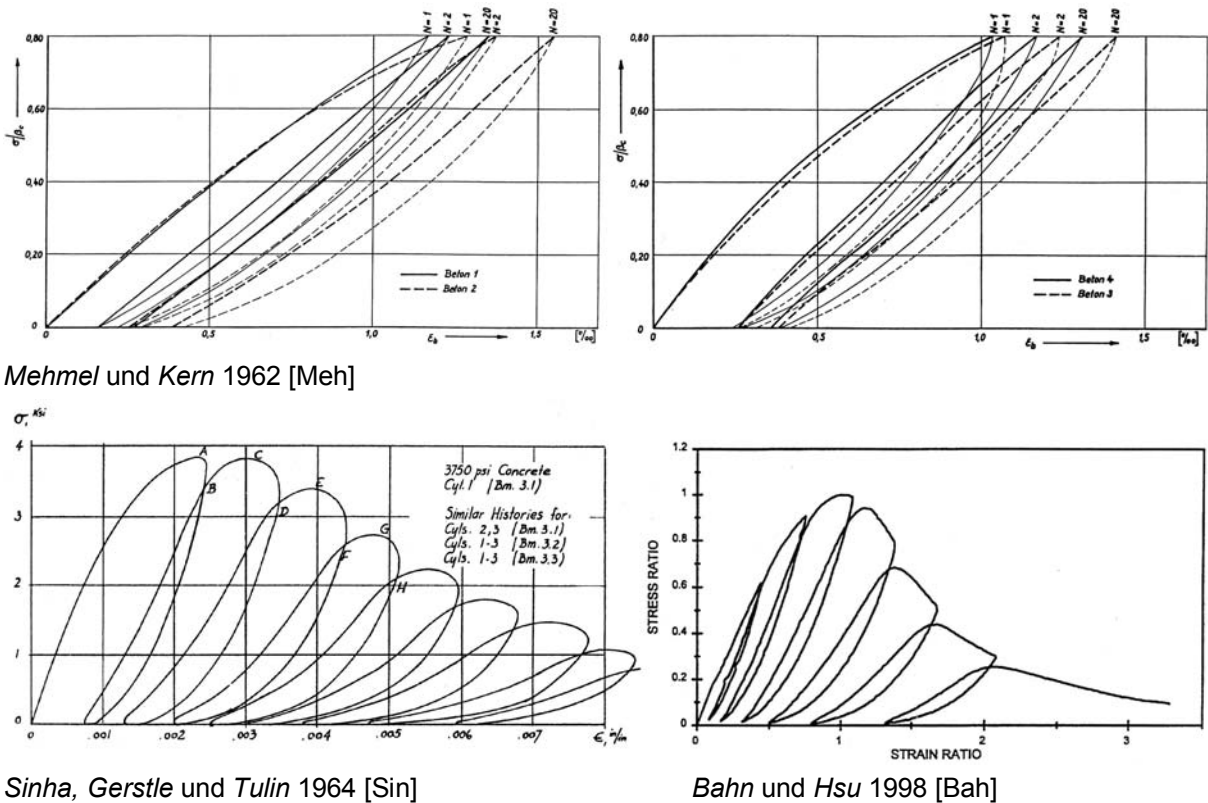 N=1 N=2 N=1 N=20 N=2 N=20
0,80
0,60
σ/βc
0,40
0,20
0
0 0,5 1,0 1,5 [‰]
εb
Beton 1
Beton 2
N=1 N=1 N=2 N=2 N=20 N=20
0,80
0,60
σ/βc
0,40
0,20
0
0 0,5 1,0 1,5 [‰]
εb
Beton 4
Beton 3
Mehmel und Kern 1962 [Meh]
σ, Ksi
4
3
2
1
0
0 .001 .002 .003 .004 .005 .006 .007 ϵ, in/in
A
B
C
D
E
F
G
H
3750 psi Concrete
Cyl. 1 (Bm. 3.1)
Similar Histories for:
Cyls. 2,3 (Bm. 3.1)
Cyls. 1-3 (Bm. 3.2)
Cyls. 1-3 (Bm. 3.3)
STRESS RATIO
1.2
1
0.8
0.6
0.4
0.2
0
0 1 2 3
STRAIN RATIO
Sinha, Gerstle und Tulin 1964 [Sin]
Bahn und Hsu 1998 [Bah]